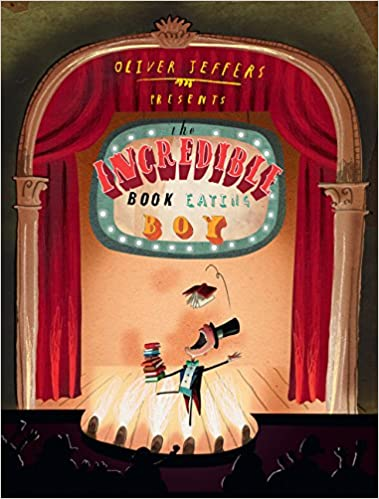 OLIVER JEFFERS
PRESENTS
the
INCREDIBLE
BOOK EATING
BOY